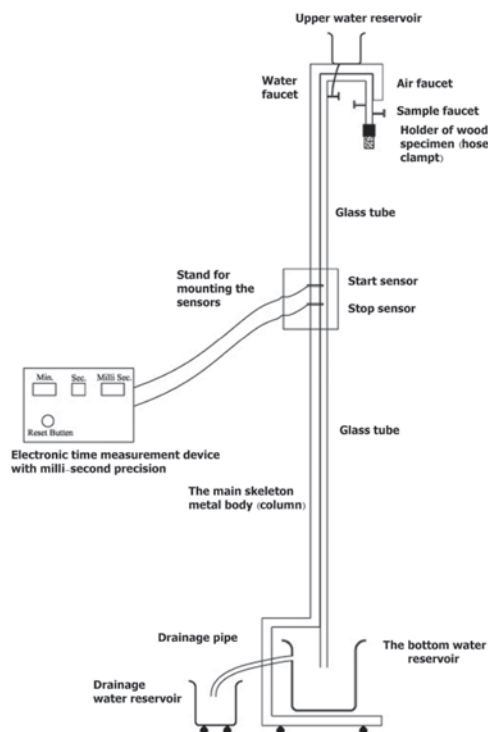 Upper water reservoir
Water
faucet
Air faucet
Sample faucet
Holder of wood
specimen (hose
clampt)
Glass tube
Stand for
mounting the
sensors
Start sensor
Stop sensor
Min.
Sec.
Milli Sec.
Reset Butten
Electronic time measurement device
with milli-second precision
Glass tube
The main skeleton
metal body (column)
Drainage pipe
The bottom water
reservoir
Drainage
water reservoir